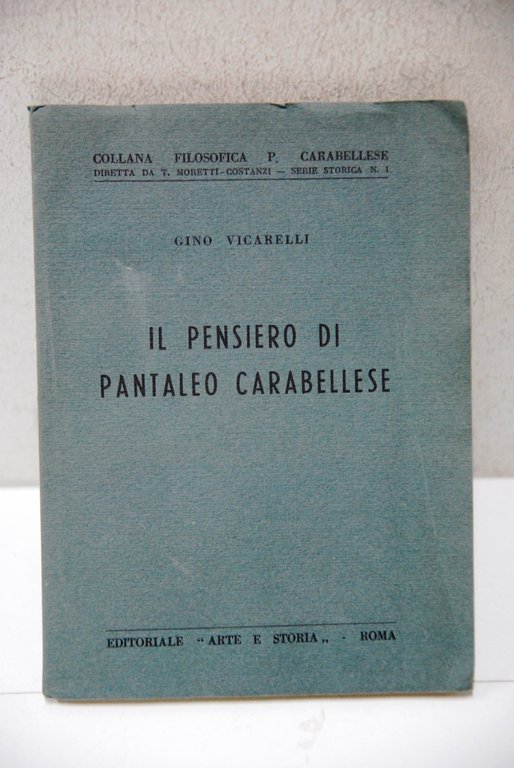 COLLANA FILOSOFICA P. CARABELLESE
DIRETTA DA T. MORETTI-COSTANZI — SERIE STORICA N. 1
GINO VICARELLI
IL PENSIERO DI
PANTALEO CARABELLESE
EDITORIALE “ARTE E STORIA„ - ROMA